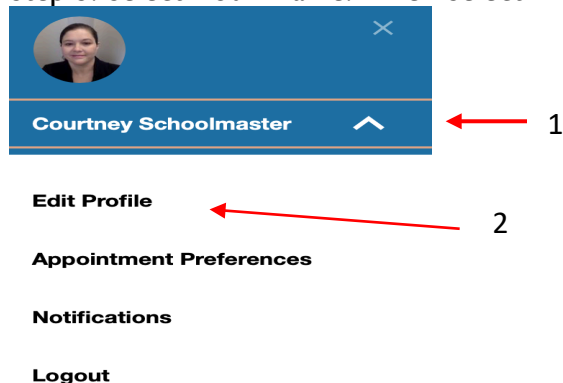 Courtney Schoolmaster
1
Edit Profile
2
Appointment Preferences
Notifications
Logout